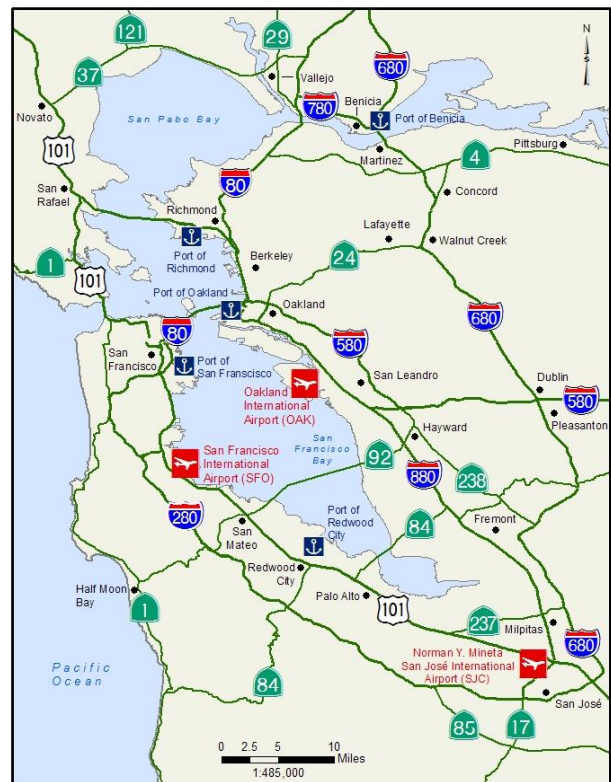 121
29
680
37
Vallejo
N
Novato
San Pabo Bay
780
Benicia
Port of Benicia
Pittsburg
101
Martinez
4
San
Rafael
80
Concord
Richmond
Lafayette
Walnut Creek
Port of
Richmond
Berkeley
24
1
101
Port of Oakland
Oakland
680
80
580
San
Francisco
Port of
San Franscisco
San Leandro
Dublin
Oakland
International
Airport (OAK)
580
Pleasanton
San
Francisco
Bay
Hayward
San Francisco
International
Airport (SFO)
92
880
238
280
Port of
Redwood
City
84
Fremont
San
Mateo
Redwood
City
Half Moon
Bay
1
Palo Alto
101
237
Milpitas
680
Norman Y. Mineta
San José International
Airport (SJC)
Pacific
Ocean
84
San José
85
17
0 2.5 5 10
Miles
1:485,000